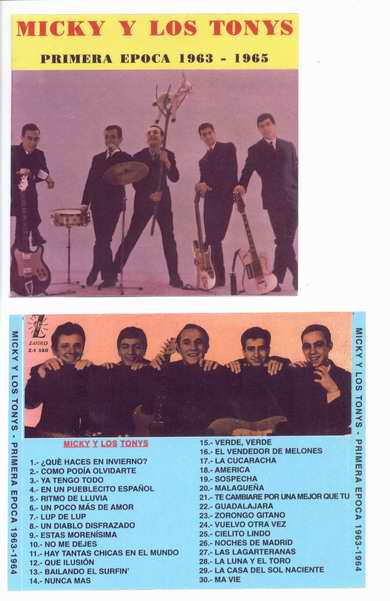 MICKY Y LOS TONYS
PRIMERA EPOCA 1963 - 1965
ZAFIRO
Z-E 580
MICKY Y LOS TONYS - PRIMERA EPOCA 1963-1964
MICKY Y LOS TONYS
1.- ¿QUÈ HACES EN INVIERNO?
2.- COMO PODÍA OLVIDARTE
3.- YA TENGO TODO
4.- EN UN PUEBLECITO ESPAÑOL
5.- RITMO DE LLUVIA
6.- UN POCO MÁS DE AMOR
7.- LUP DE LUP
8.- UN DIABLO DISFRAZADO
9.- ESTAS MORENÍSIMA
10.- NO ME DEJES
11.- HAY TANTAS CHICAS EN EL MUNDO
12.- QUE ILUSIÓN
13.- BAILANDO EL SURFIN'
14.- NUNCA MAS
15.- VERDE, VERDE
16.- EL VENDEDOR DE MELONES
17.- LA CUCARACHA
18.- AMERICA
19.- SOSPECHA
20.- MALAGUEÑA
21.- TE CAMBIARE POR UNA MEJOR QUE TU
22.- GUADALAJARA
23.- ZORONGO GITANO
24.- VUELVO OTRA VEZ
25.- CIELITO LINDO
26.- NOCHES DE MADRID
27.- LAS LAGARTERANAS
28.- LA LUNA Y EL TORO
29.- LA CASA DEL SOL NACIENTE
30.- MA VIE
MICKY Y LOS TONYS - PRIMERA EPOCA 1963-1964